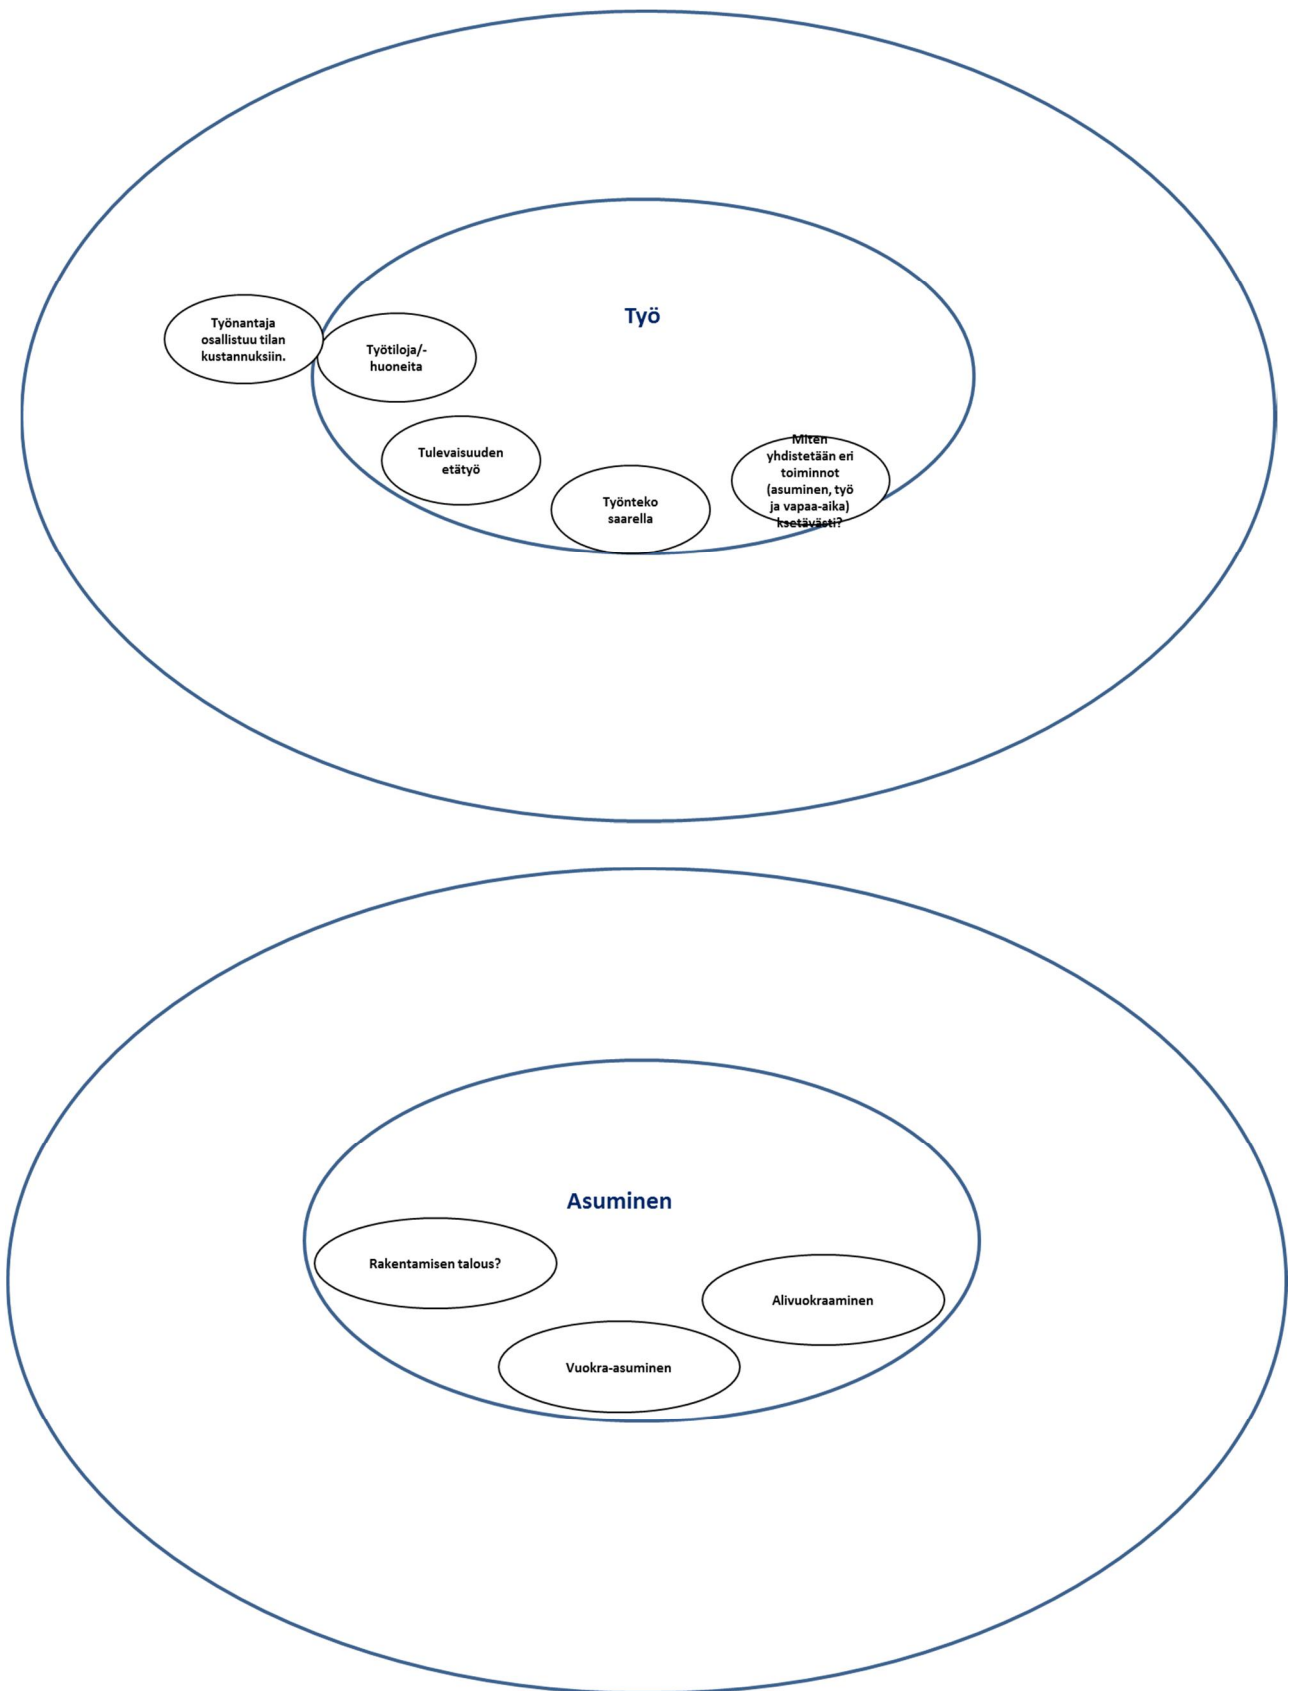 Työ
Työnantaja
osallistuu tilan
kustannuksiin.
Työtiloja/-
huoneita
Tulevaisuuden
etätyö
Työnteko
saarella
Miten
yhdistetään eri
toiminnot
(asuminen, työ
ja vapaa-aika)
ksetävästi?
Asuminen
Rakentamisen talous?
Alivuokraaminen
Vuokra-asuminen